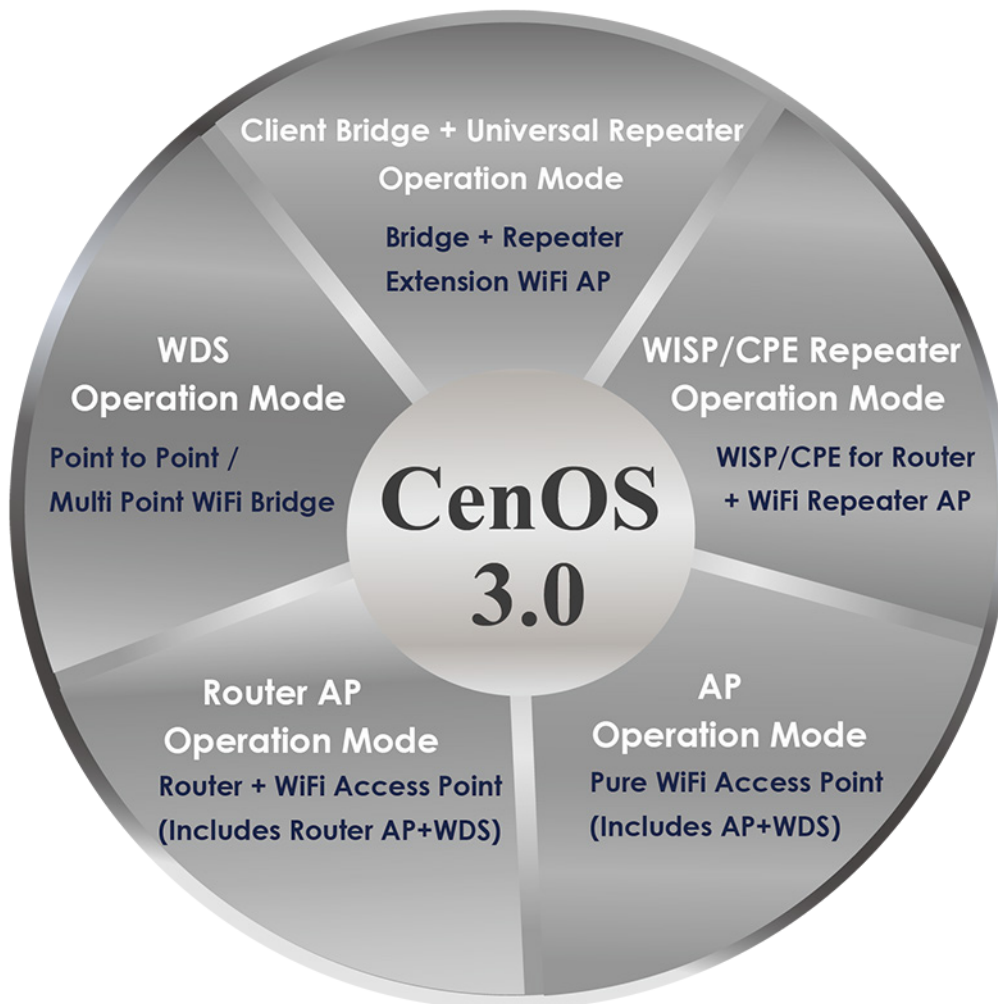 Client Bridge + Universal Repeater
Operation Mode
Bridge + Repeater
Extension WiFi AP
WISP/CPE Repeater
Operation Mode
WISP/CPE for Router
+ WiFi Repeater AP
AP
Operation Mode
Pure WiFi Access Point
(Includes AP+WDS)
Router AP
Operation Mode
Router + WiFi Access Point
(Includes Router AP+WDS)
WDS
Operation Mode
Point to Point /
Multi Point WiFi Bridge
CenOS
3.0